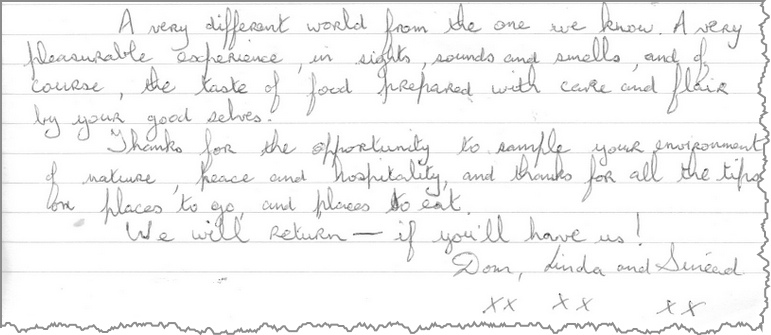 A very different world from the one we know. A very
pleasurable experience, in sights, sounds and smells, and of
course, the taste of food prepared with care and flair
by your good selves.
Thanks for the opportunity to sample your environment
of nature, peace and hospitality, and thanks for all the tips
on places to go, and places to eat.
We will return — if you'll have us!
Dom, Linda and Sinéad
xx xx xx